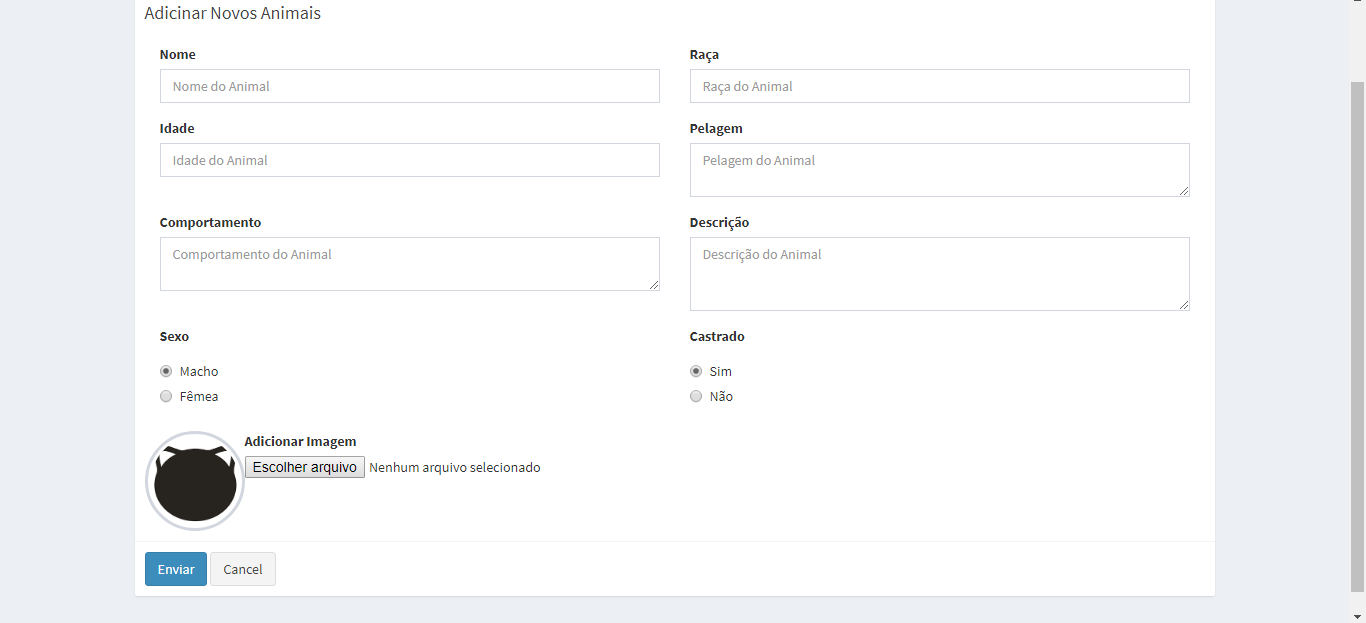 Adicinar Novos Animais
Nome
Raça
Nome do Animal
Raça do Animal
Idade
Pelagem
Idade do Animal
Pelagem do Animal
Comportamento
Descrição
Comportamento do Animal
Descrição do Animal
Sexo
Castrado
Macho
Sim
Fêmea
Não
Adicionar Imagem
Escolher arquivo Nenhum arquivo selecionado
Enviar Cancel